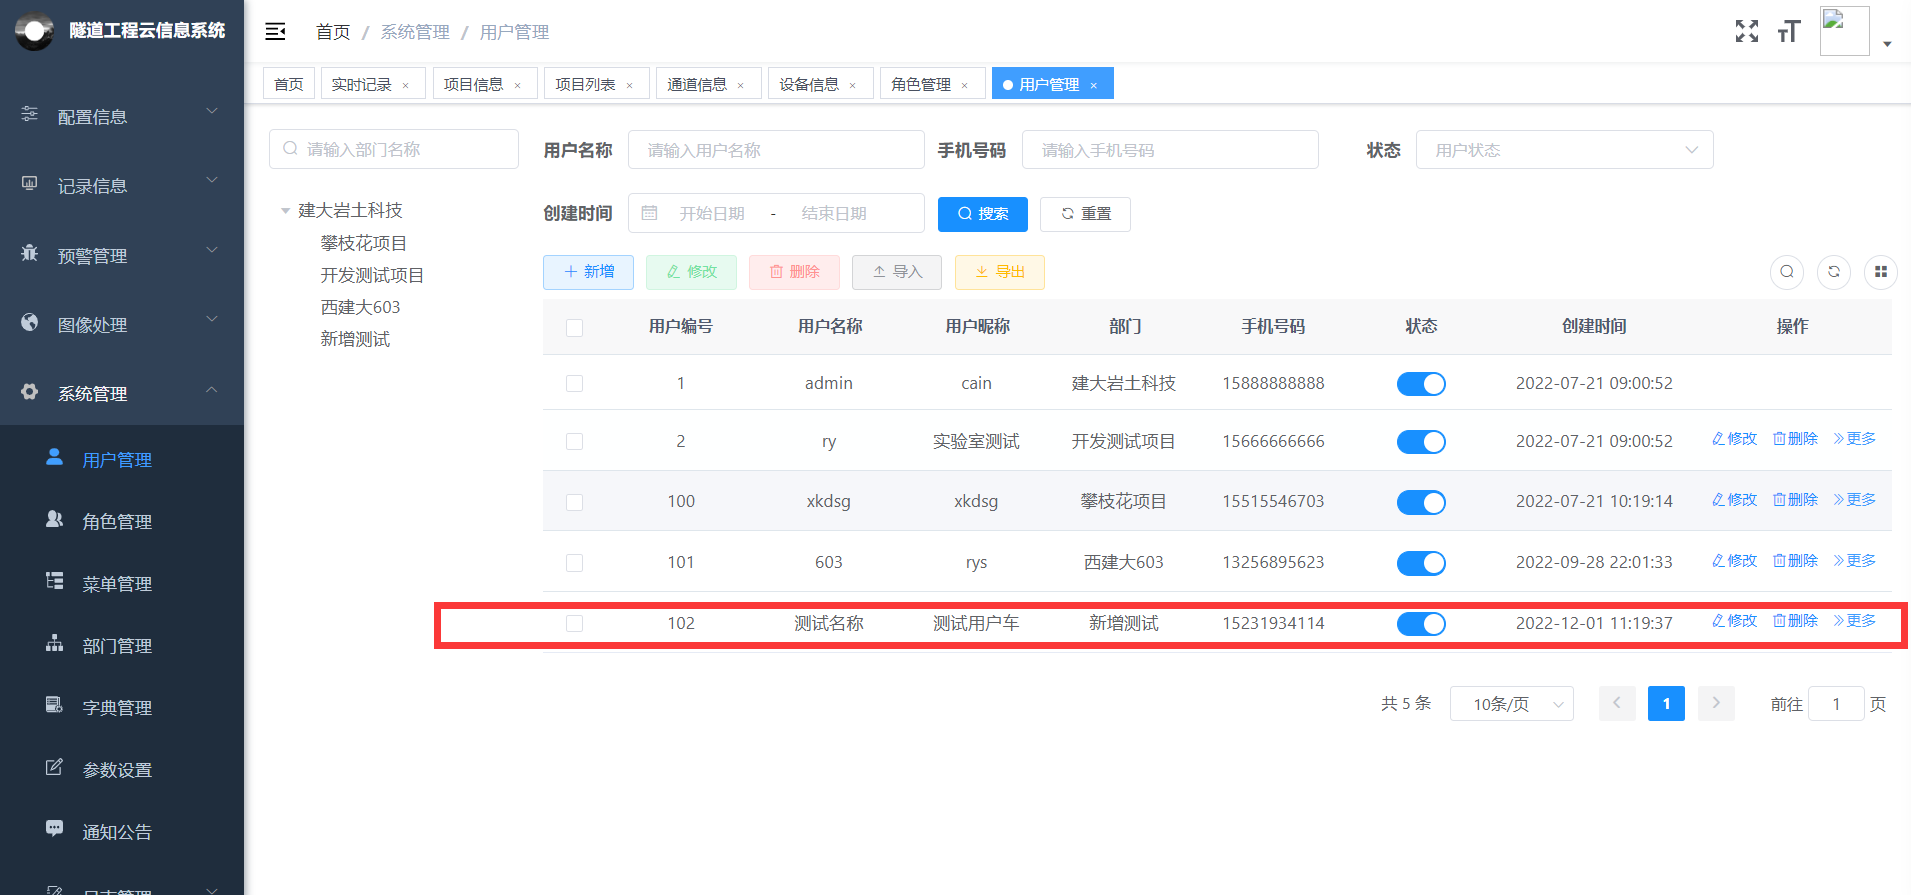 隧道工程云信息系统
首页 / 系统管理 / 用户管理
首页 实时记录 × 项目信息 × 项目列表 × 通道信息 × 设备信息 × 角色管理 × 用户管理 ×
配置信息
记录信息
预警管理
图像处理
系统管理
用户管理
角色管理
菜单管理
部门管理
字典管理
参数设置
通知公告
请输入部门名称
建大岩土科技
攀枝花项目
开发测试项目
西建大603
新增测试
用户名称 请输入用户名称 手机号码 请输入手机号码 状态 用户状态
创建时间 开始日期 - 结束日期 搜索 重置
新增 修改 删除 导入 导出
用户编号 用户名称 用户昵称 部门 手机号码 状态 创建时间 操作
1 admin cain 建大岩土科技 15888888888 2022-07-21 09:00:52
2 ry 实验室测试 开发测试项目 15666666666 2022-07-21 09:00:52 修改 删除 更多
100 xkdsg xkdsg 攀枝花项目 15515546703 2022-07-21 10:19:14 修改 删除 更多
101 603 rys 西建大603 13256895623 2022-09-28 22:01:33 修改 删除 更多
102 测试名称 测试用户车 新增测试 15231934114 2022-12-01 11:19:37 修改 删除 更多
共 5 条 10条/页 1 前往 1 页